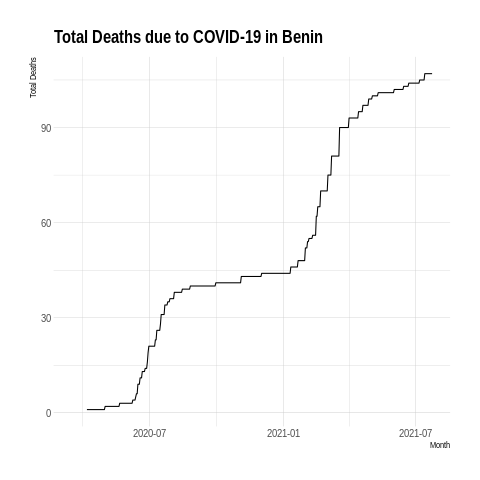 Total Deaths due to COVID-19 in Benin
Total Deaths
90
60
30
0
2020-07
2021-01
2021-07
Month